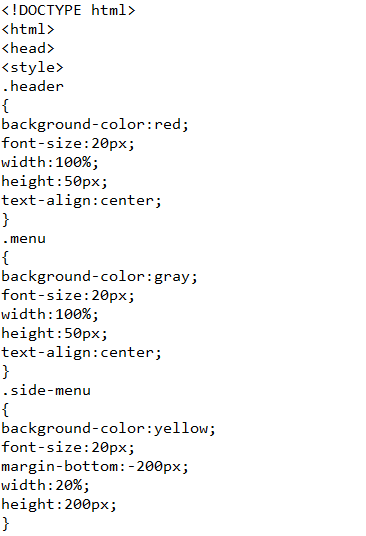 <!DOCTYPE html>
<html>
<head>
<style>
.header
{
background-color:red;
font-size:20px;
width:100%;
height:50px;
text-align:center;
}
.menu
{
background-color:gray;
font-size:20px;
width:100%;
height:50px;
text-align:center;
}
.side-menu
{
background-color:yellow;
font-size:20px;
margin-bottom:-200px;
width:20%;
height:200px;
}